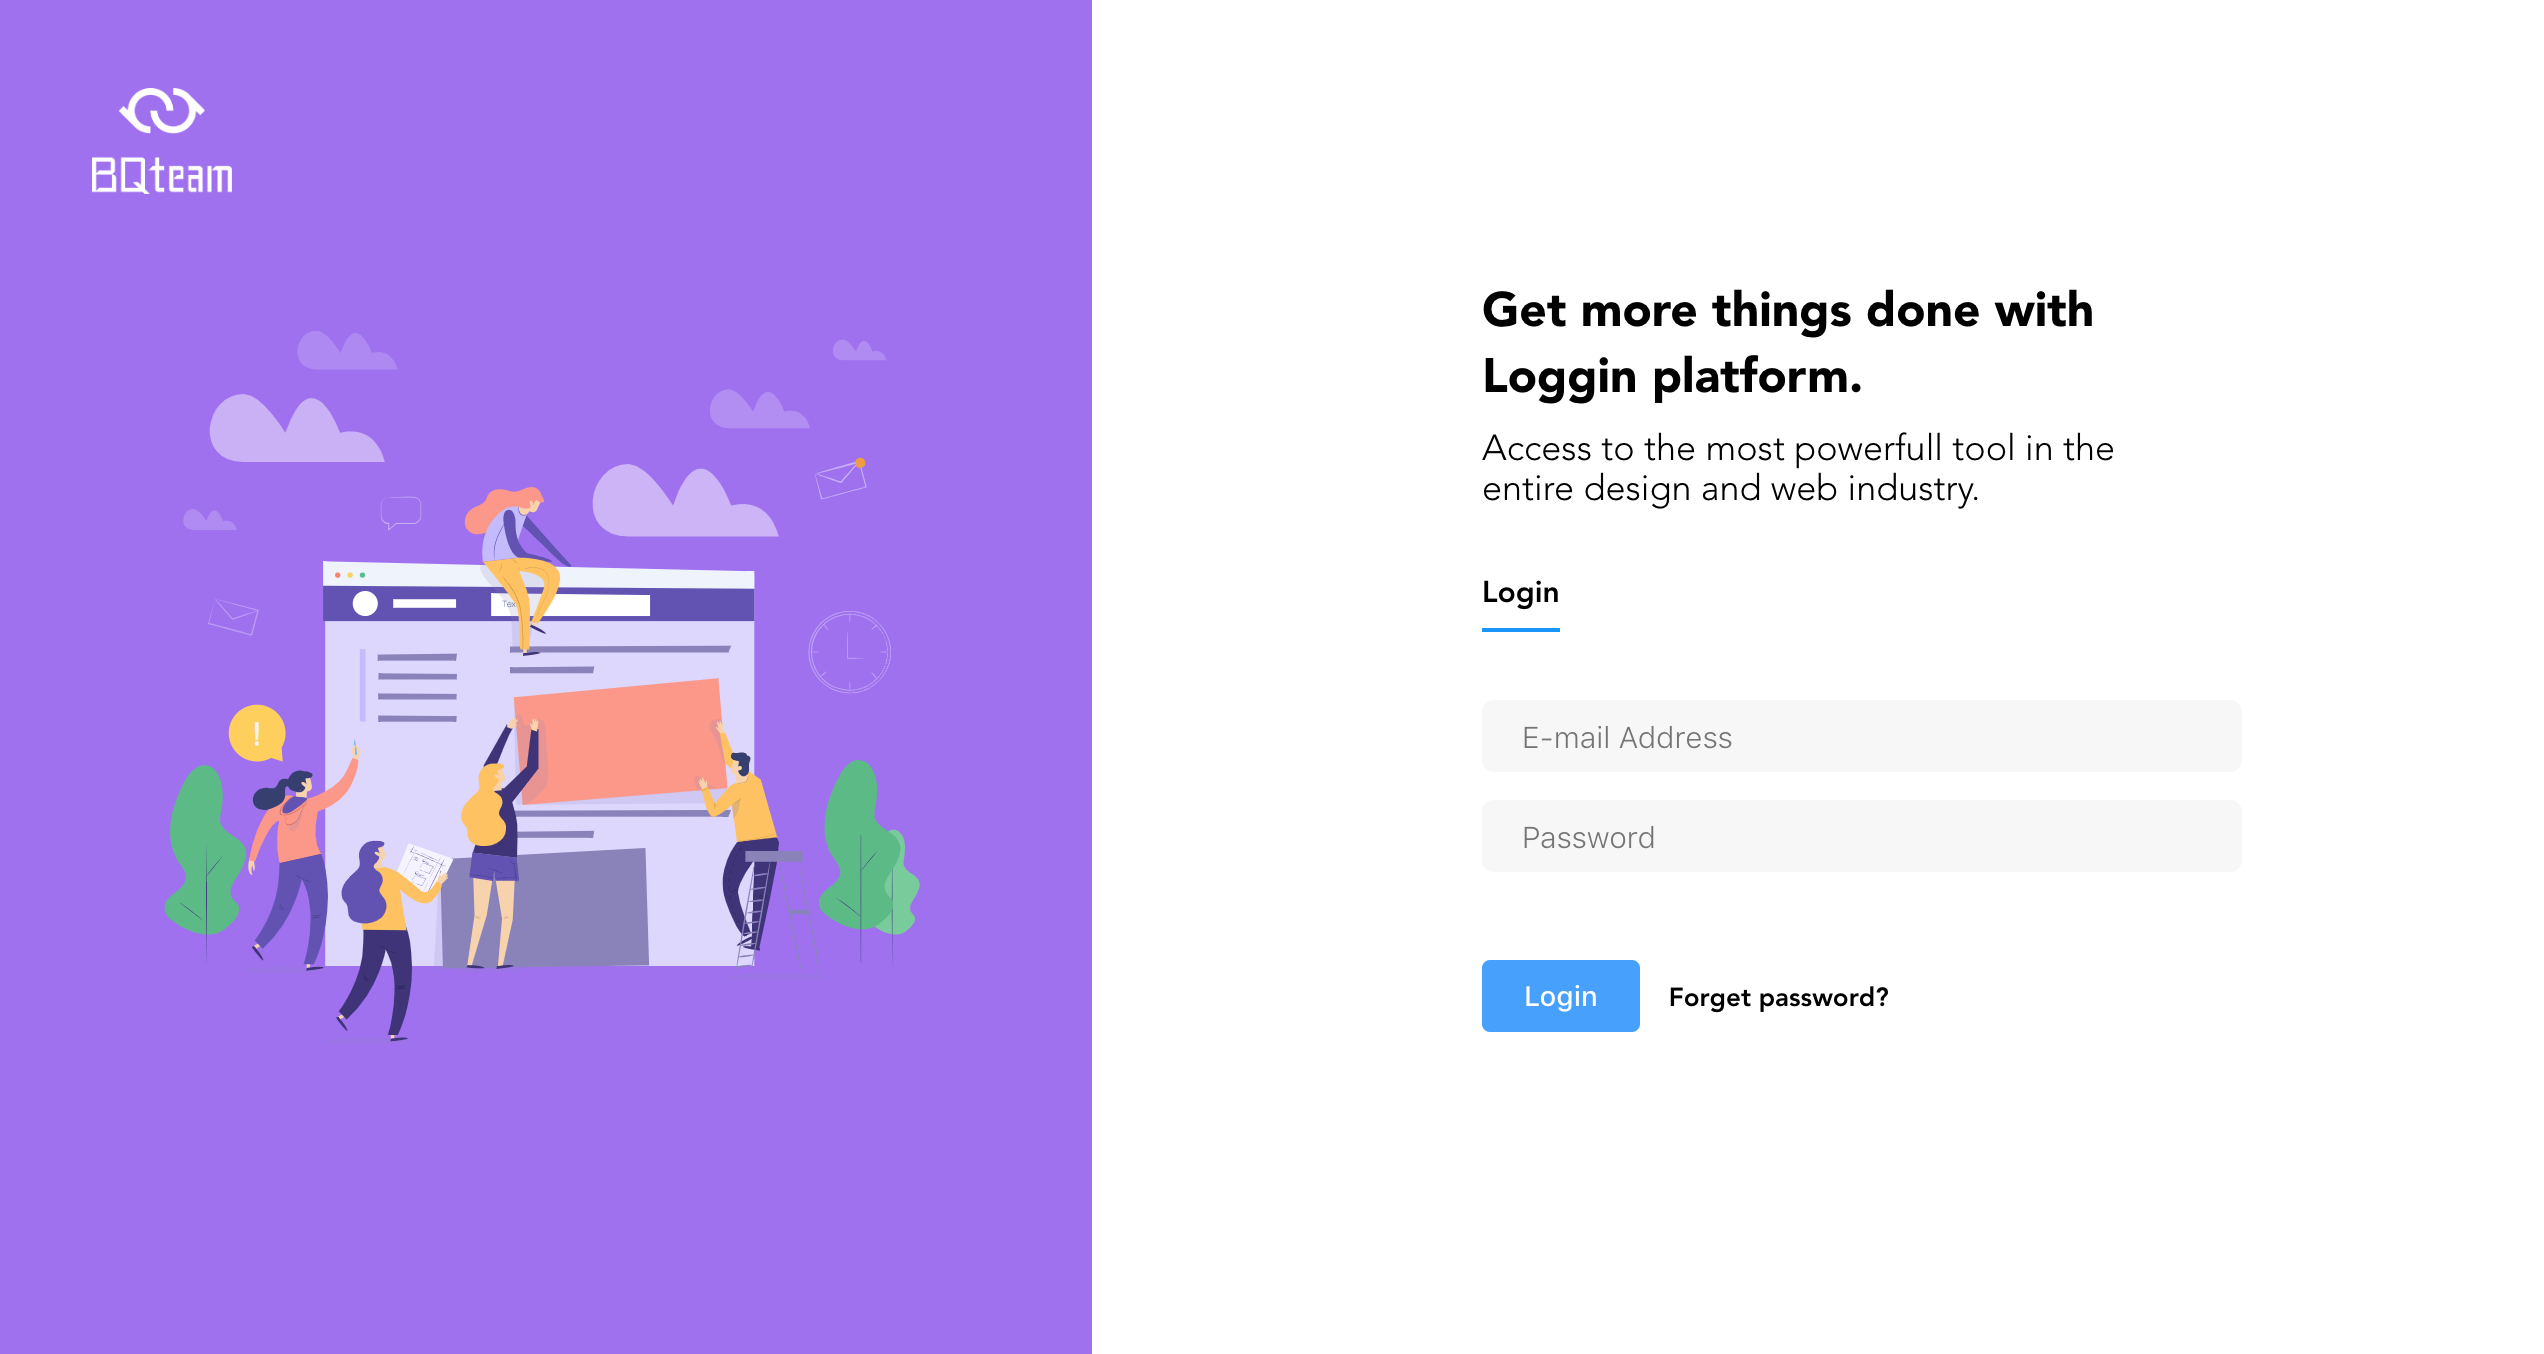 BQteam
Get more things done with
Loggin platform.
Access to the most powerfull tool in the
entire design and web industry.
Login
E-mail Address
Password
Login
Forget password?
!